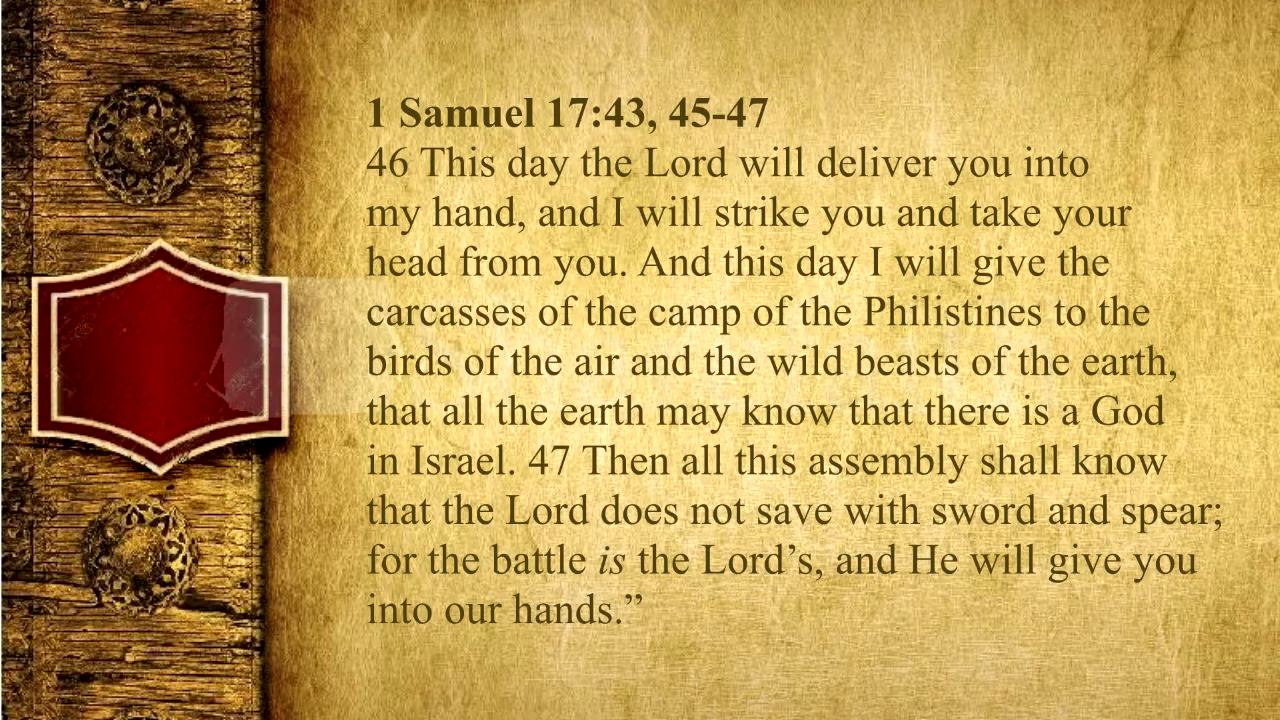 1 Samuel 17:43, 45-47
46 This day the Lord will deliver you into
my hand, and I will strike you and take your
head from you. And this day I will give the
carcasses of the camp of the Philistines to the
birds of the air and the wild beasts of the earth,
that all the earth may know that there is a God
in Israel. 47 Then all this assembly shall know
that the Lord does not save with sword and spear;
for the battle is the Lord’s, and He will give you
into our hands.”